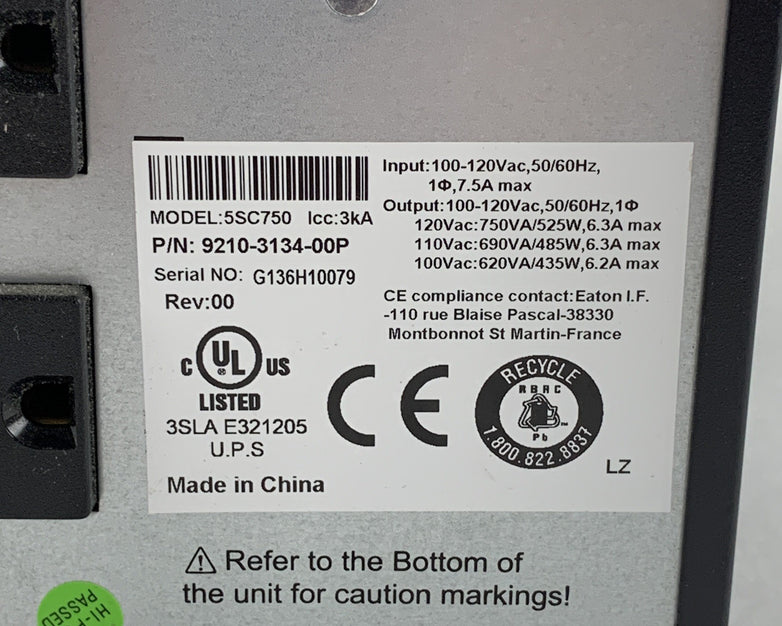 Input:100-120Vac,50/60Hz,
1Φ,7.5A max
Output:100-120Vac,50/60Hz,1Φ
120Vac:750VA/525W,6.3A max
110Vac:690VA/485W,6.3A max
100Vac:620VA/435W,6.2A max
MODEL:5SC750 Icc:3kA
P/N: 9210-3134-00P
Serial NO: G136H10079
Rev:00
CE compliance contact:Eaton I.F.
-110 rue Blaise Pascal-38330
Montbonnot St Martin-France
C UL US
®
LISTED
3SLA E321205
U.P.S
CE
RECYCLE
RBRC
Pb
1.800.822.8837
LZ
Made in China
Refer to the Bottom of
the unit for caution markings!
PASSED